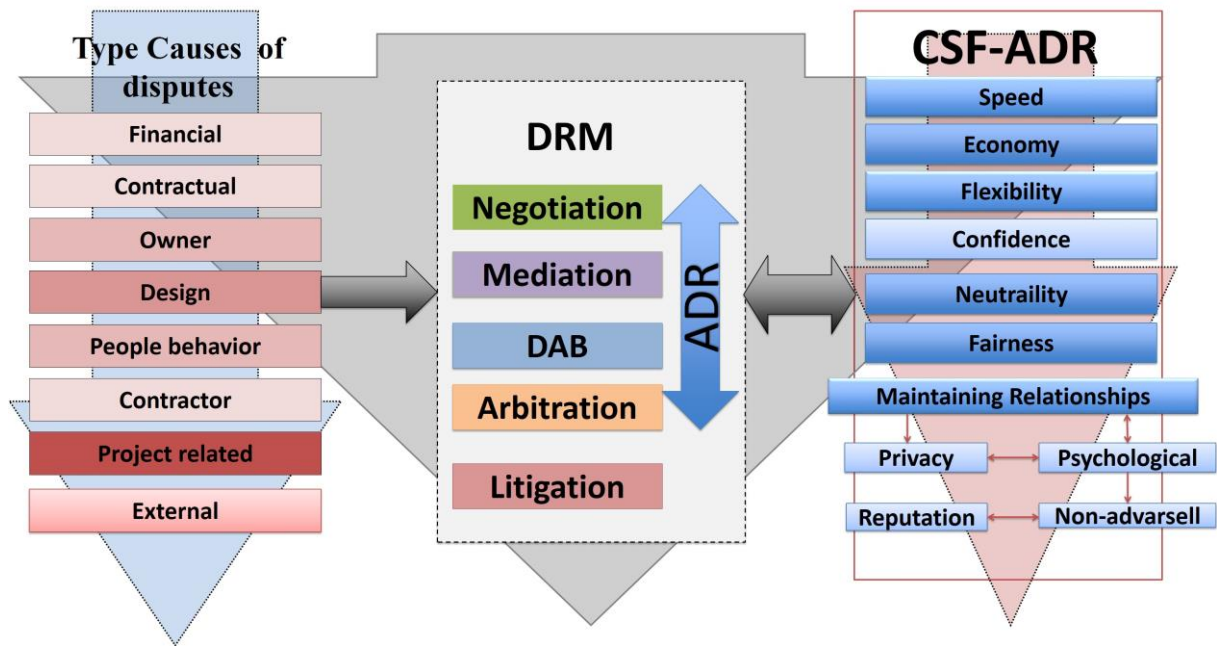 Type Causes of
disputes
Financial
Contractual
Owner
Design
People behavior
Contractor
Project related
External
DRM
Negotiation
Mediation
DAB
Arbitration
Litigation
ADR
CSF-ADR
Speed
Economy
Flexibility
Confidence
Neutraility
Fairness
Maintaining Relationships
Privacy
Psychological
Reputation
Non-advarsell